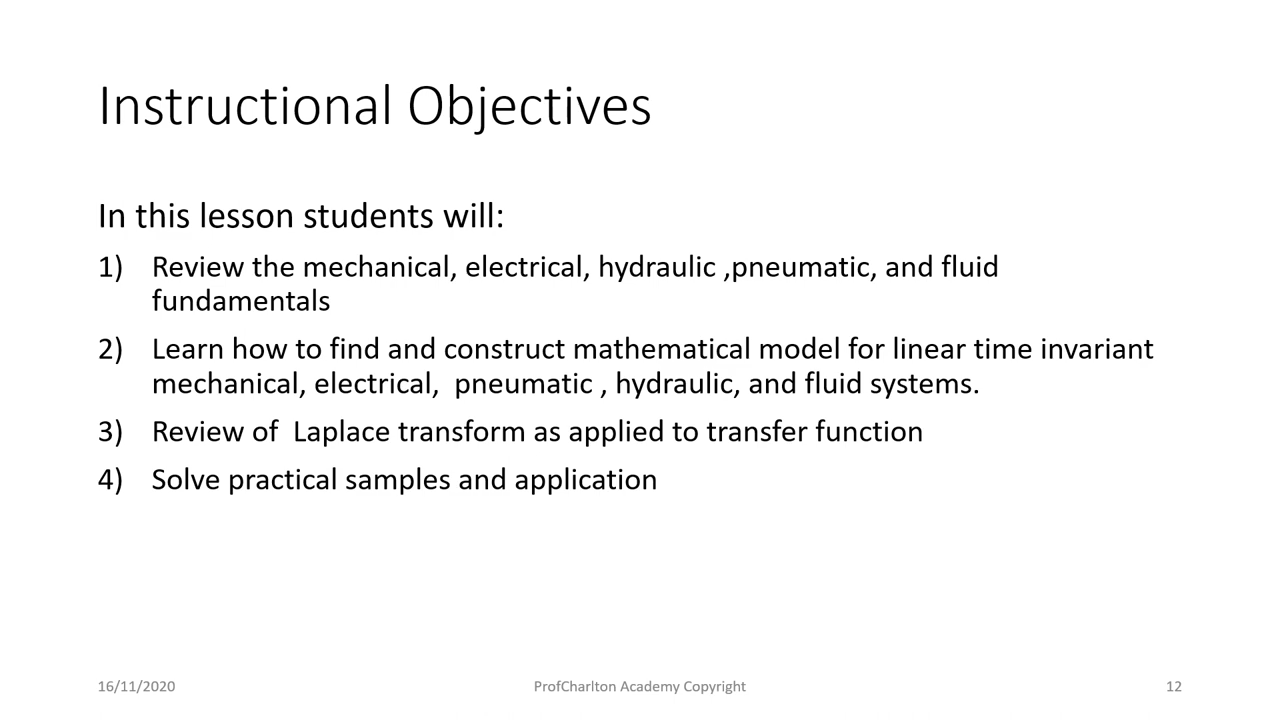 Instructional Objectives
In this lesson students will:
1) Review the mechanical, electrical, hydraulic ,pneumatic, and fluid
fundamentals
2) Learn how to find and construct mathematical model for linear time invariant
mechanical, electrical,  pneumatic , hydraulic, and fluid systems.
3) Review of  Laplace transform as applied to transfer function
4) Solve practical samples and application
16/11/2020
ProfCharlton Academy Copyright
12